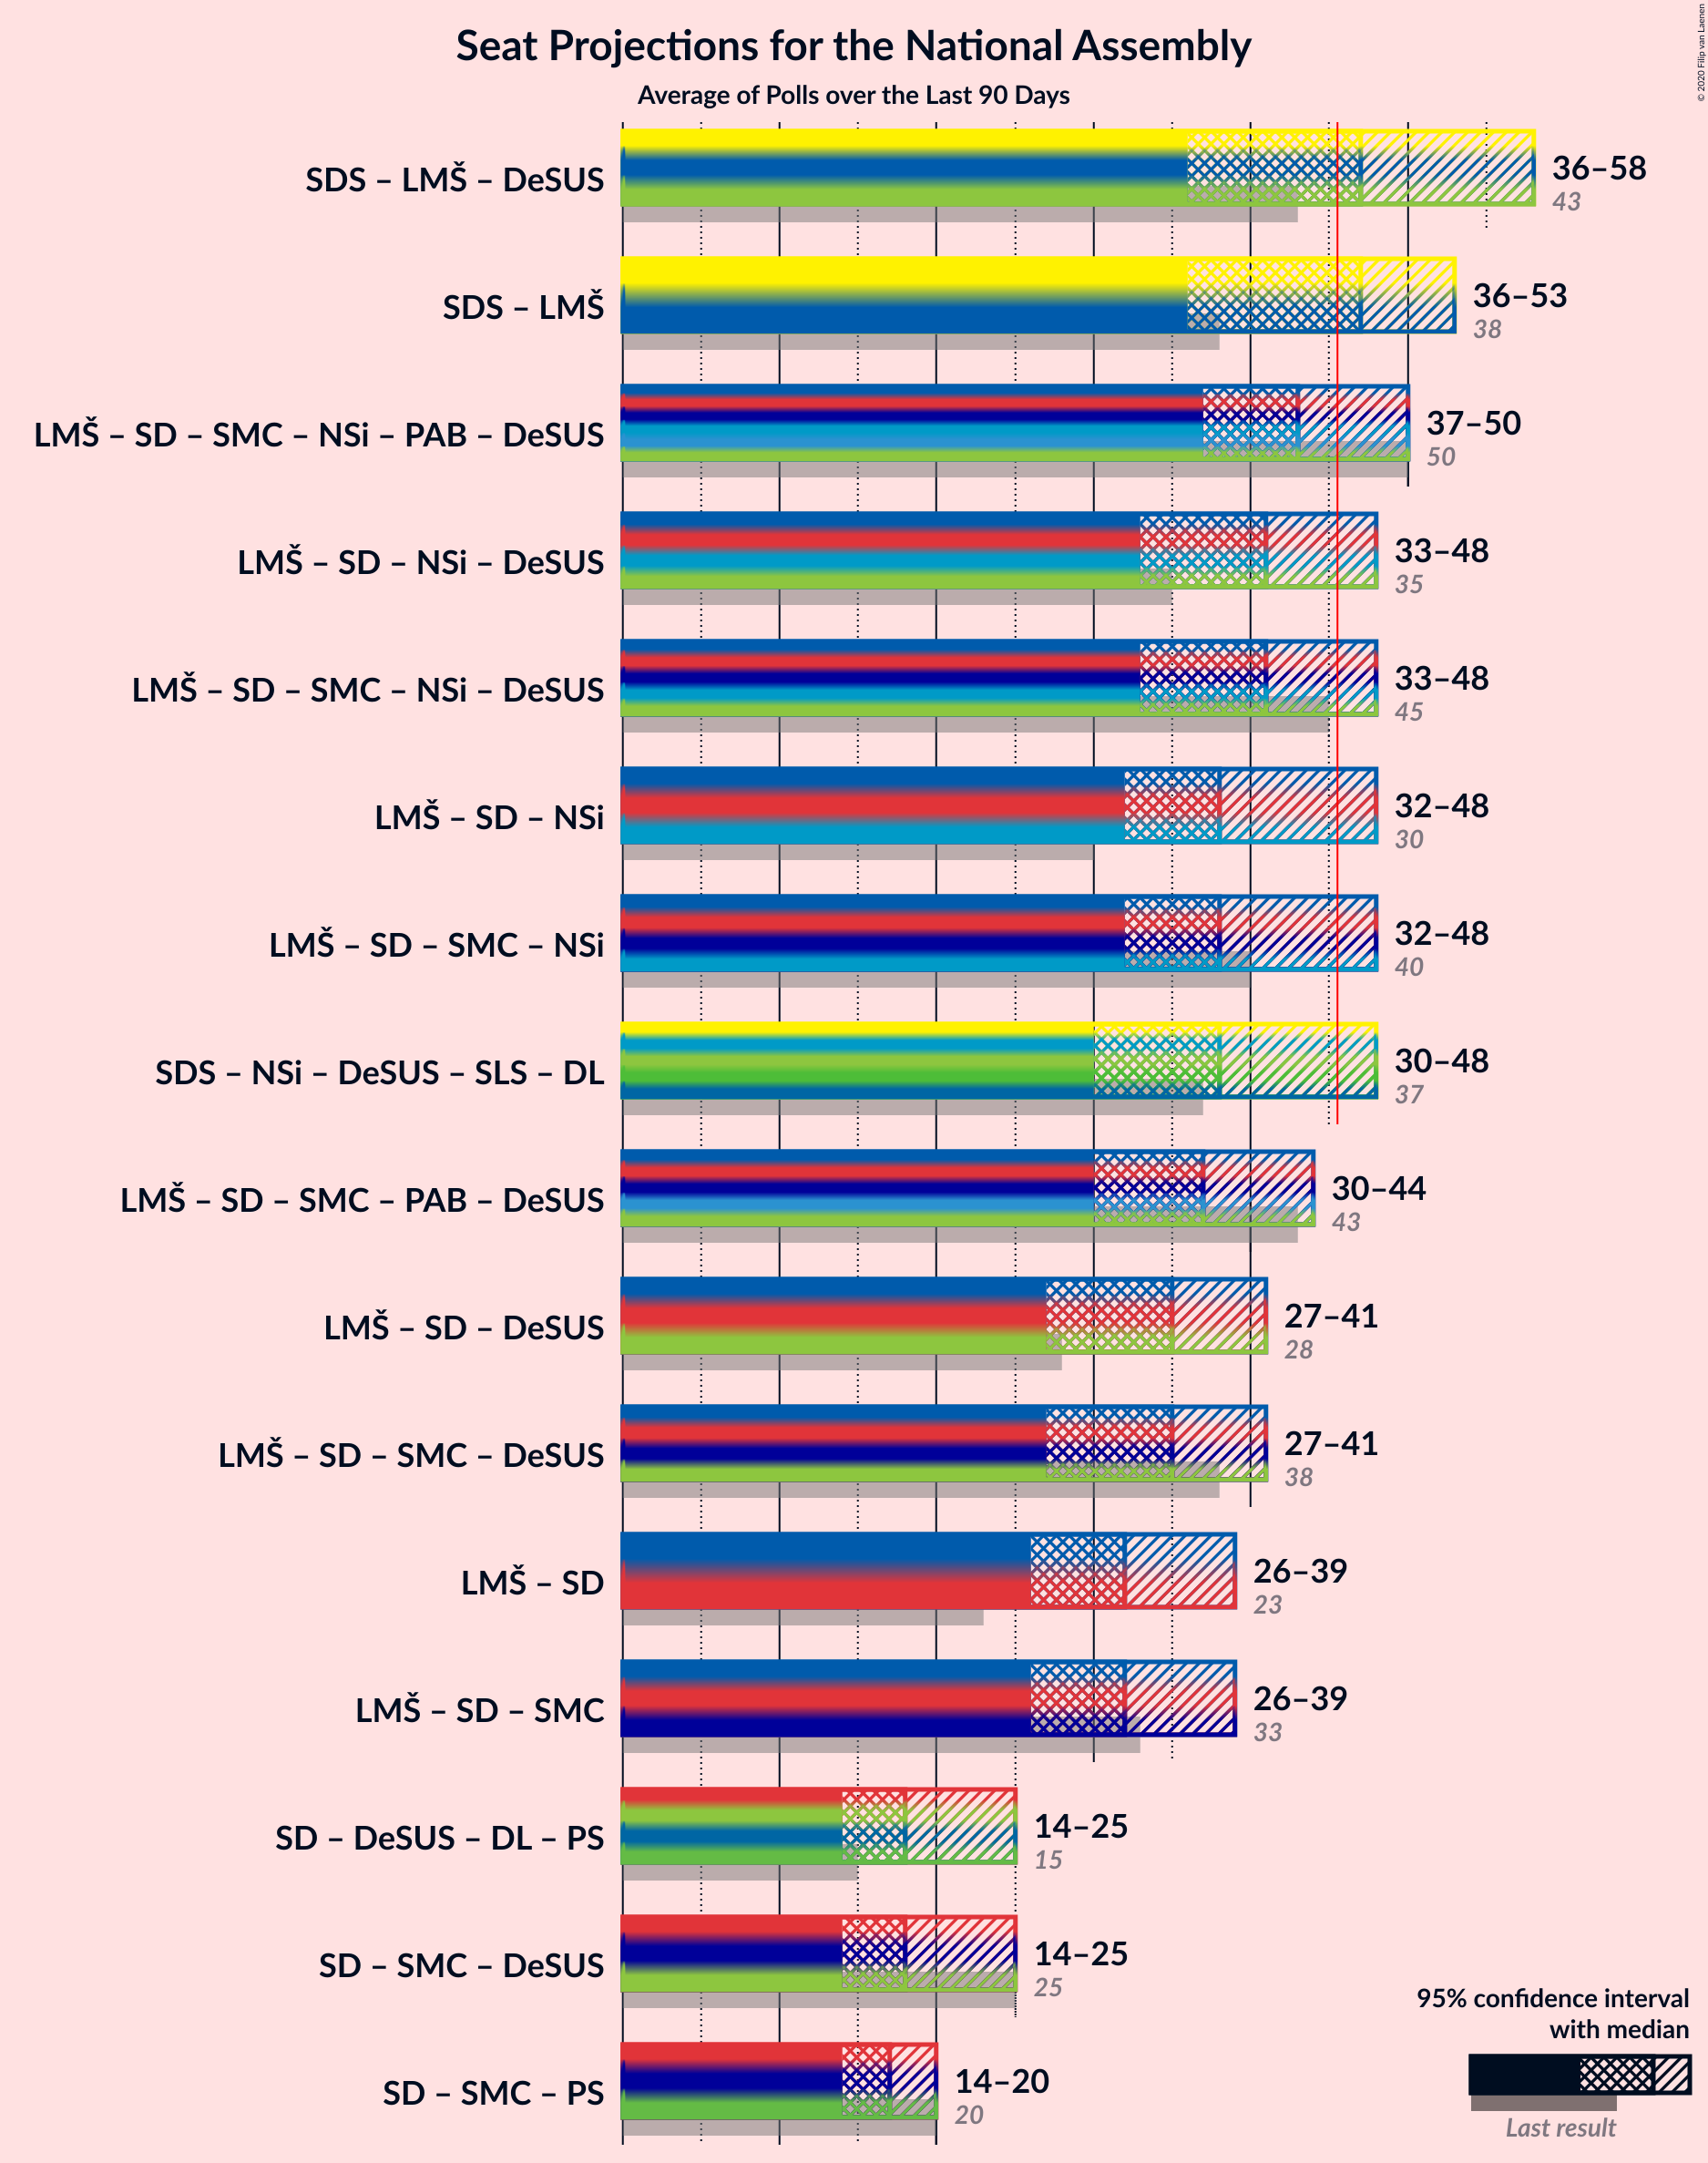 © 2020 Filip van Laenen
Seat Projections for the National Assembly
Average of Polls over the Last 90 Days
SDS – LMŠ – DeSUS
36–58
43
SDS – LMŠ
36–53
38
LMŠ – SD – SMC – NSi – PAB – DeSUS
37–50
50
LMŠ – SD – NSi – DeSUS
33–48
35
LMŠ – SD – SMC – NSi – DeSUS
33–48
45
LMŠ – SD – NSi
32–48
30
LMŠ – SD – SMC – NSi
32–48
40
SDS – NSi – DeSUS – SLS – DL
30–48
37
LMŠ – SD – SMC – PAB – DeSUS
30–44
43
LMŠ – SD – DeSUS
27–41
28
LMŠ – SD – SMC – DeSUS
27–41
38
LMŠ – SD
26–39
23
LMŠ – SD – SMC
26–39
33
SD – DeSUS – DL – PS
14–25
15
SD – SMC – DeSUS
14–25
25
SD – SMC – PS
14–20
20
95% confidence interval
with median
Last result